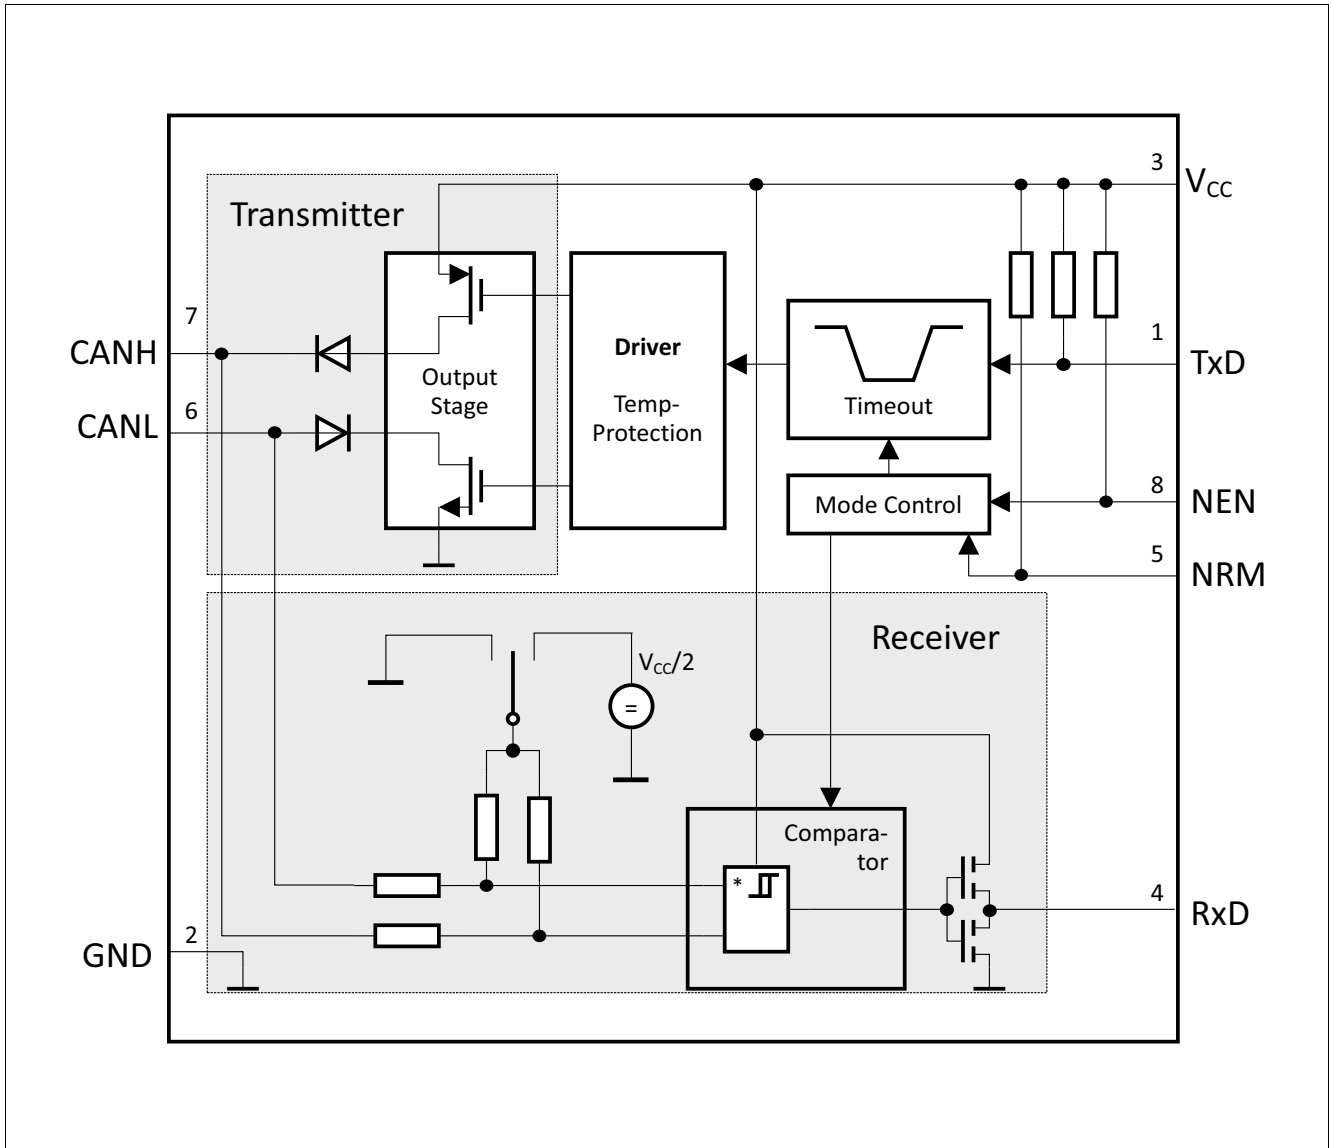 3
VCC
Transmitter
7
CANH
6
CANL
Output
Stage
Driver
Temp-
Protection
Timeout
1
TxD
Mode Control
8
NEN
5
NRM
Receiver
VCC/2
=
Compara-
tor
*
4
RxD
2
GND